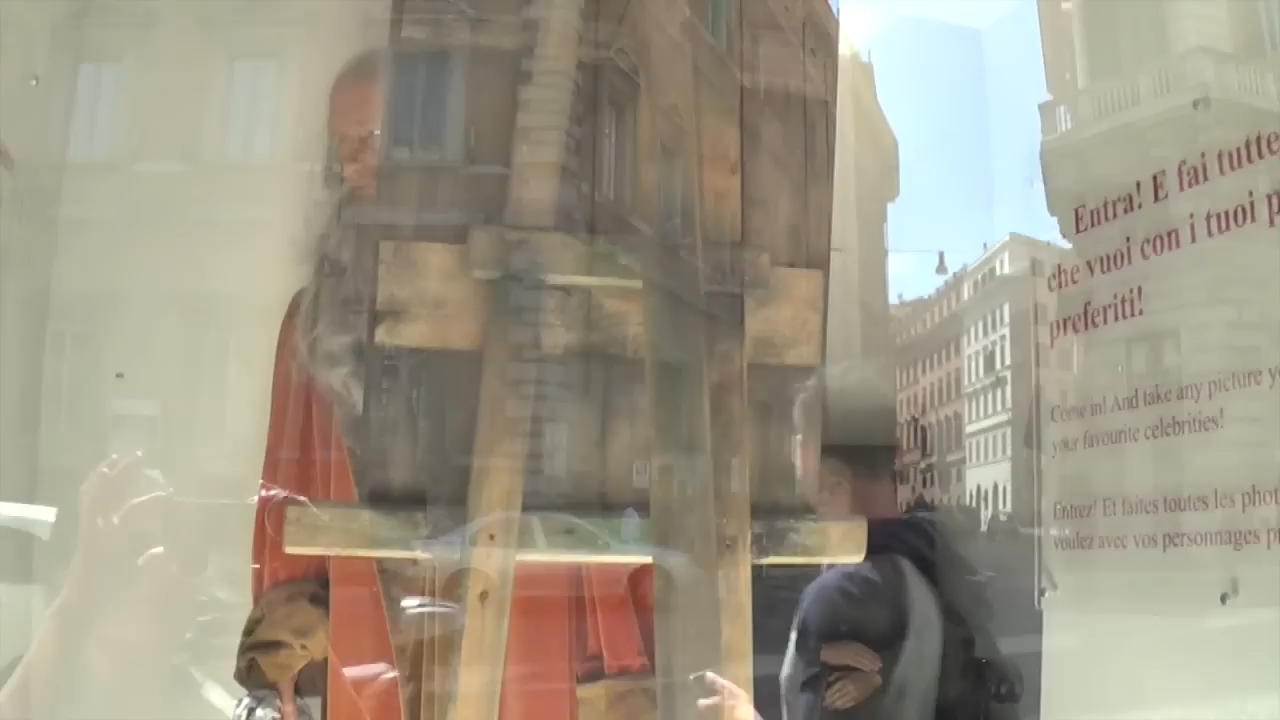 . Entra! E fai tutte
che vuoi con i tuoi p
preferiti!
Come in! And take any picture yo
your favourite celebrities!
Entrez! Et faites toutes les phot
voulez avec vos personnages p